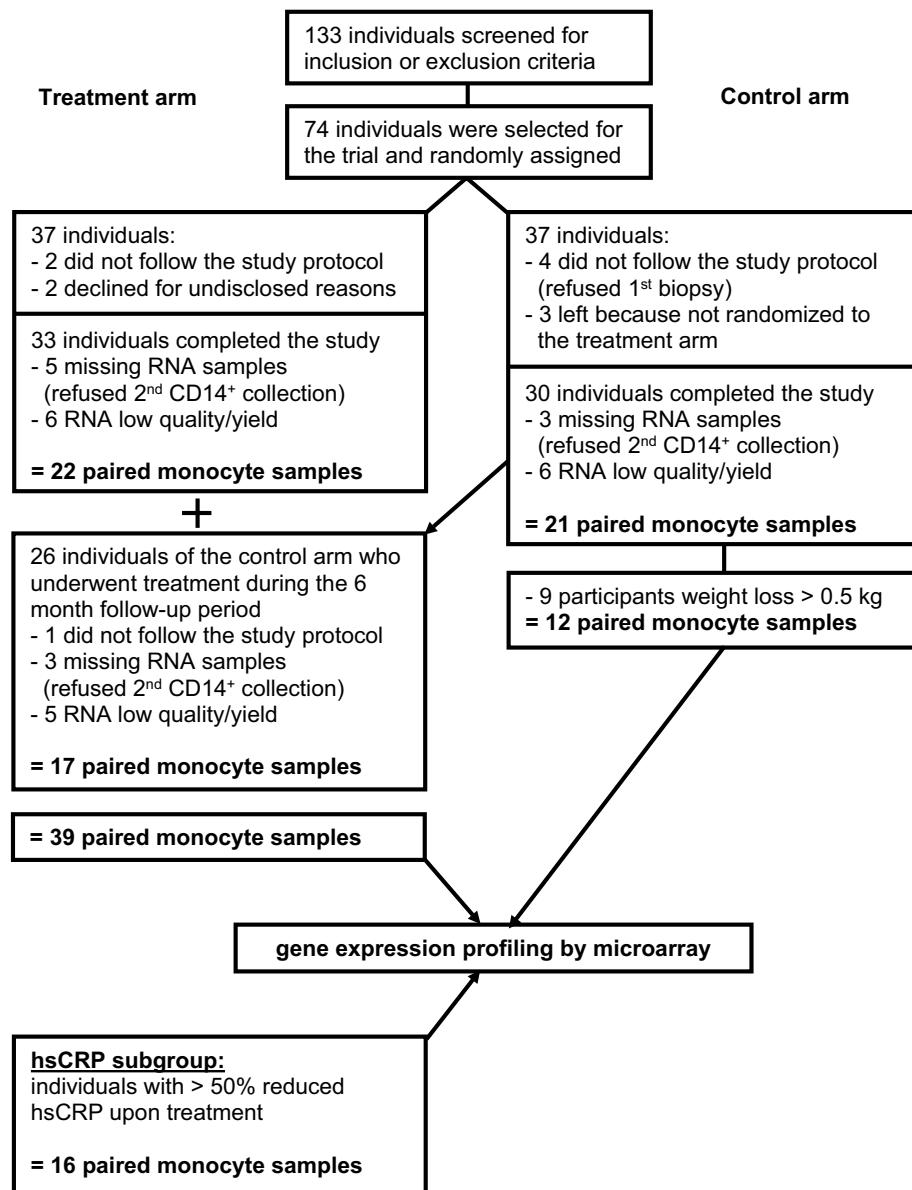 133 individuals screened for
inclusion or exclusion criteria
Treatment arm
Control arm
74 individuals were selected for
the trial and randomly assigned
37 individuals:
- 2 did not follow the study protocol
- 2 declined for undisclosed reasons
33 individuals completed the study
- 5 missing RNA samples
(refused 2nd CD14+ collection)
- 6 RNA low quality/yield
= 22 paired monocyte samples
+
26 individuals of the control arm who
underwent treatment during the 6
month follow-up period
- 1 did not follow the study protocol
- 3 missing RNA samples
(refused 2nd CD14+ collection)
- 5 RNA low quality/yield
= 17 paired monocyte samples
= 39 paired monocyte samples
37 individuals:
- 4 did not follow the study protocol
(refused 1st biopsy)
- 3 left because not randomized to
the treatment arm
30 individuals completed the study
- 3 missing RNA samples
(refused 2nd CD14+ collection)
- 6 RNA low quality/yield
= 21 paired monocyte samples
- 9 participants weight loss > 0.5 kg
= 12 paired monocyte samples
gene expression profiling by microarray
hsCRP subgroup:
individuals with > 50% reduced
hsCRP upon treatment
= 16 paired monocyte samples